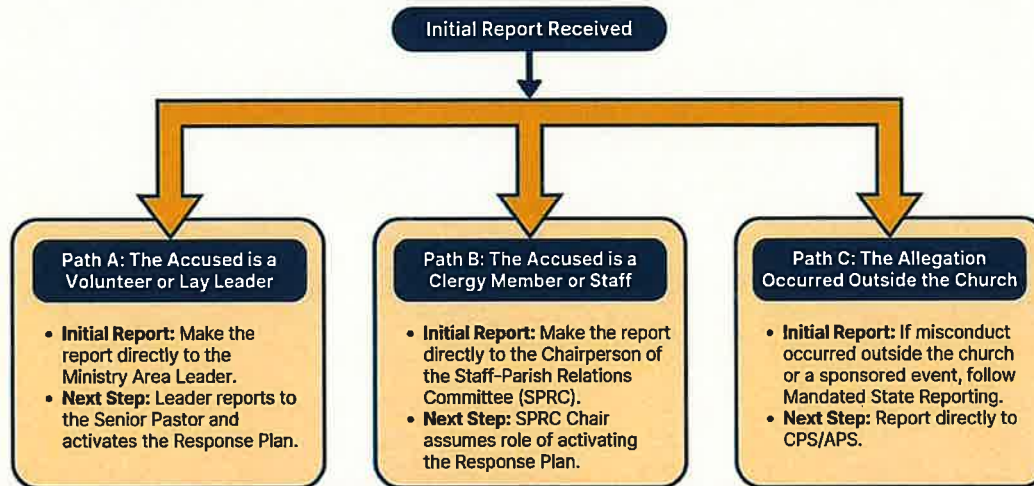 Initial Report Received
Path A: The Accused is a
Volunteer or Lay Leader
• Initial Report: Make the
report directly to the
Ministry Area Leader.
• Next Step: Leader reports to
the Senior Pastor and
activates the Response Plan.
Path B: The Accused is a
Clergy Member or Staff
• Initial Report: Make the report
directly to the Chairperson of
the Staff-Parish Relations
Committee (SPRC).
• Next Step: SPRC Chair
assumes role of activating
the Response Plan.
Path C: The Allegation
Occurred Outside the Church
• Initial Report: If misconduct
occurred outside the church
or a sponsored event, follow
Mandated State Reporting.
• Next Step: Report directly to
CPS/APS.